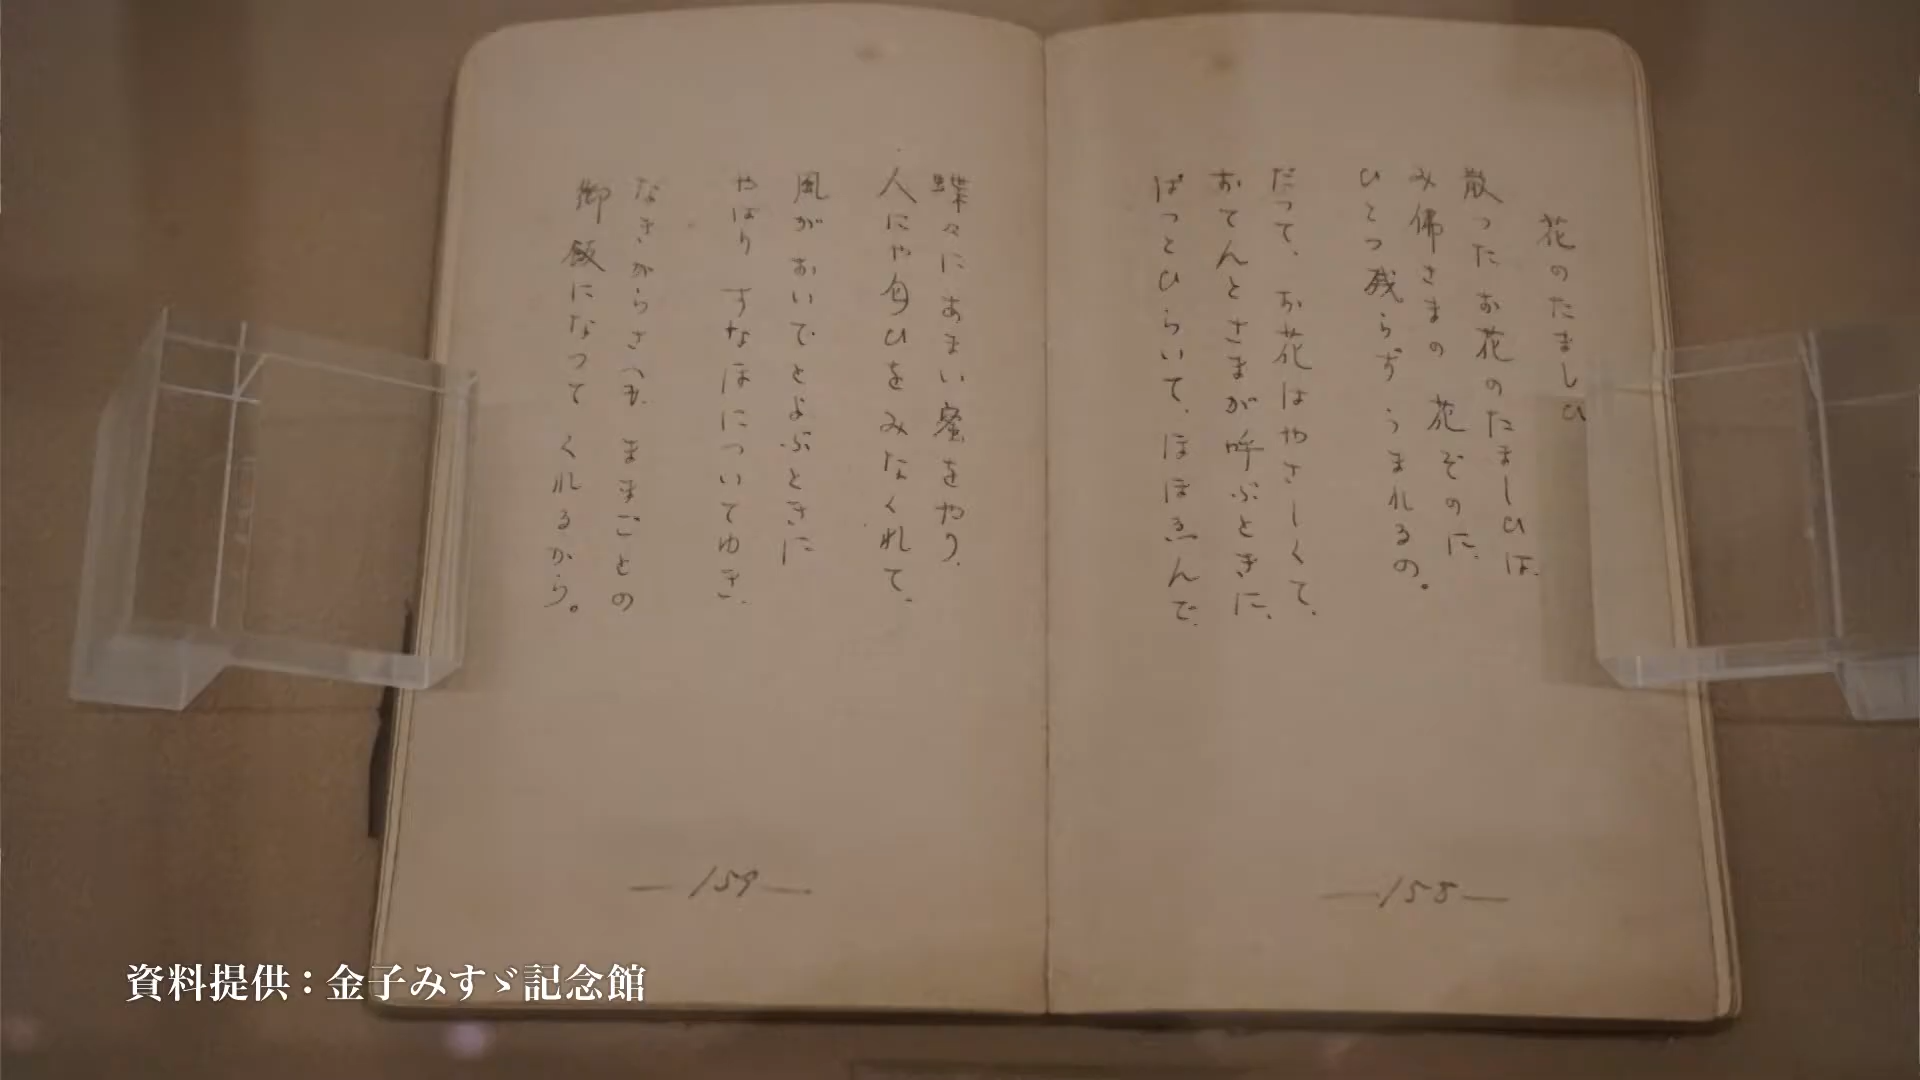 花のたましひ
散ったお花のたましひは、
み佛さまの 花ぞのに、
ひとつ残らず うまれるの。
だって、お花はやさしくて、
おてんとさまが呼ぶときに、
ぱっとひらいて、ほほゑんで、
蝶々にあまい蜜をやり、
人にや匂ひをみなくれて、
風がおいでとよぶときに
やはり すなほについてゆき、
なきがらさへも、ままごとの
御飯になって くれるから。
―158―
―159―
資料提供：金子みすゞ記念館